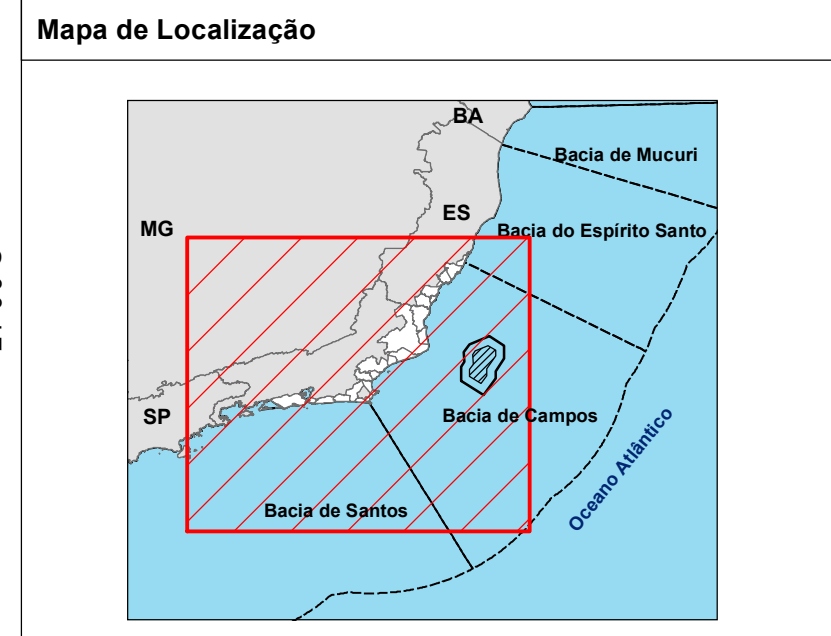 Mapa de Localização
BA
Bacia de Mucuri
ES
MG
Bacia do Espírito Santo
SP
Bacia de Campos
Oceano Atlântico
Bacia de Santos